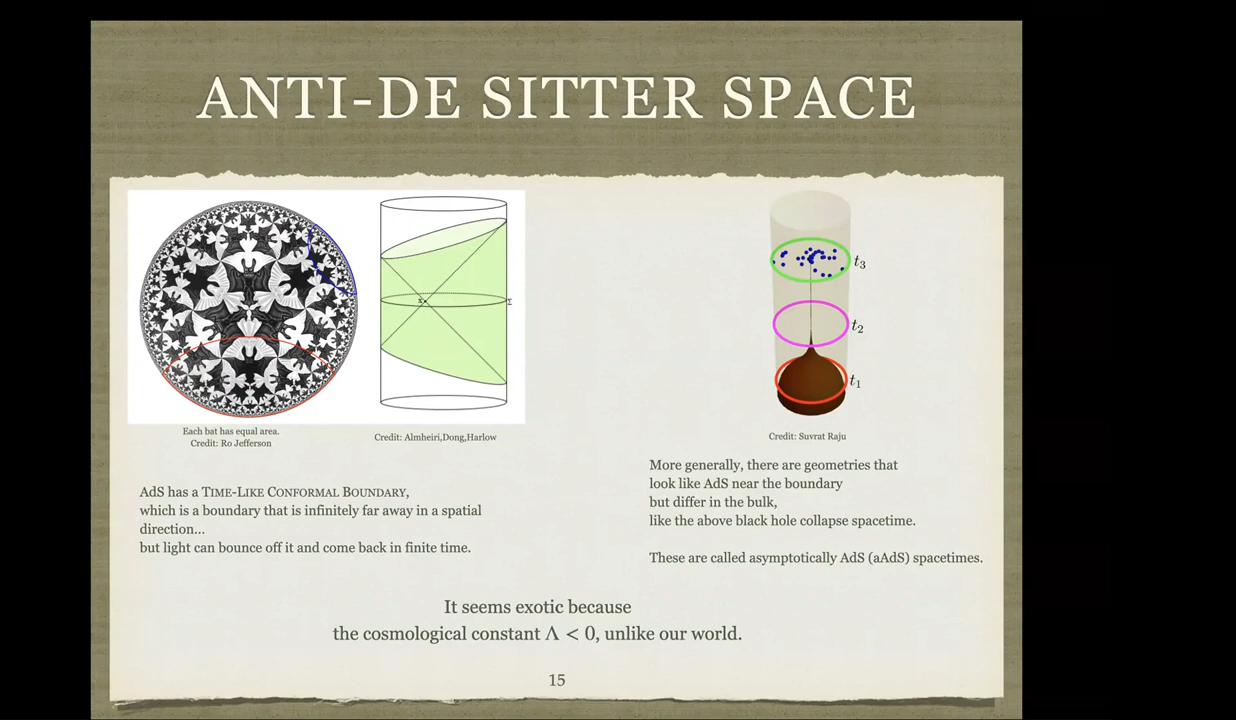 ANTI-DE SITTER SPACE
Each bat has equal area.
Credit: Ro Jefferson
Credit: Almheiri,Dong,Harlow
t₃
t₂
t₁
Credit: Suvrat Raju
AdS has a TIME-LIKE CONFORMAL BOUNDARY,
which is a boundary that is infinitely far away in a spatial
direction...
but light can bounce off it and come back in finite time.
More generally, there are geometries that
look like AdS near the boundary
but differ in the bulk,
like the above black hole collapse spacetime.
These are called asymptotically AdS (aAdS) spacetimes.
It seems exotic because
the cosmological constant Λ < 0, unlike our world.
15